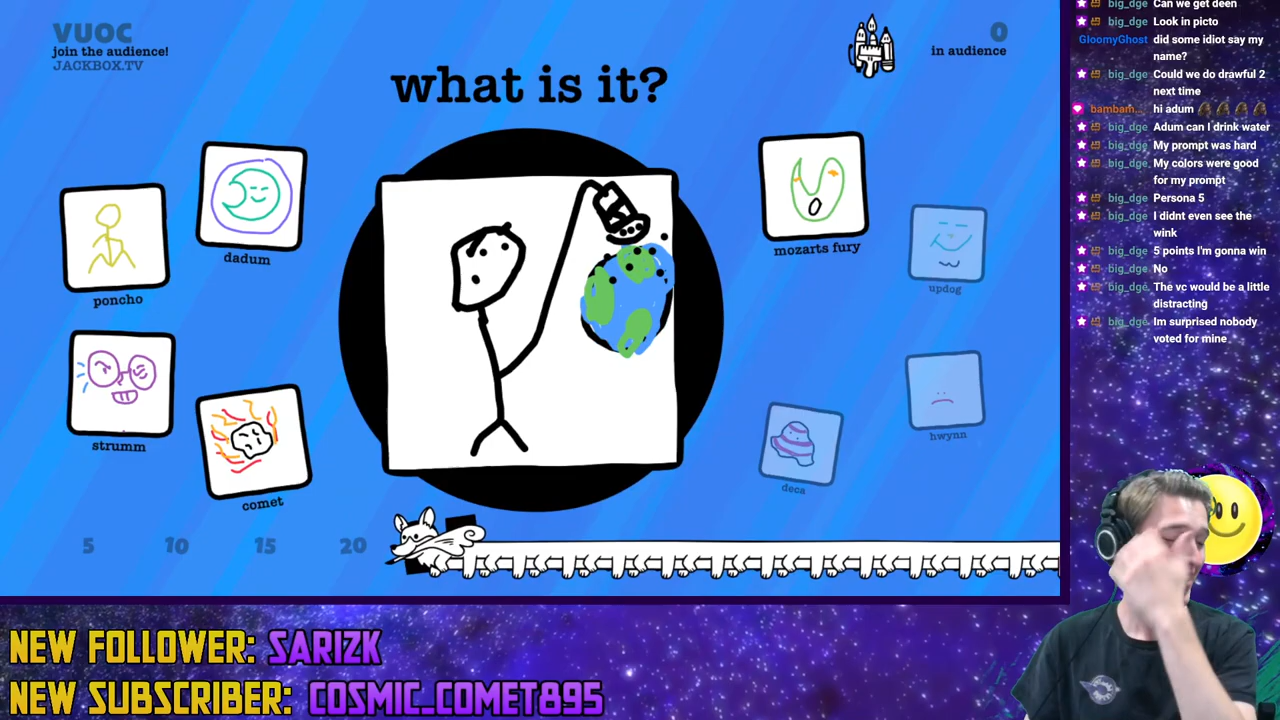 VUOC
join the audience!
JACKBOX.TV
0
in audience
what is it?
poncho
dadum
strumm
comet
mozarts fury
updog
hwynn
deca
5 10 15 20
big_dge Can we get deen
big_dge Look in picto
GloomyGhost did some idiot say my
name?
big_dge Could we do drawful 2
next time
bambam... hi adum
big_dge Adum can I drink water
big_dge My prompt was hard
big_dge My colors were good
for my prompt
big_dge Persona 5
big_dge I didnt even see the
wink
big_dge 5 points I'm gonna win
big_dge No
big_dge The vc would be a little
distracting
big_dge Im surprised nobody
voted for mine
NEW FOLLOWER: SARIZK
NEW SUBSCRIBER: COSMIC_COMET895